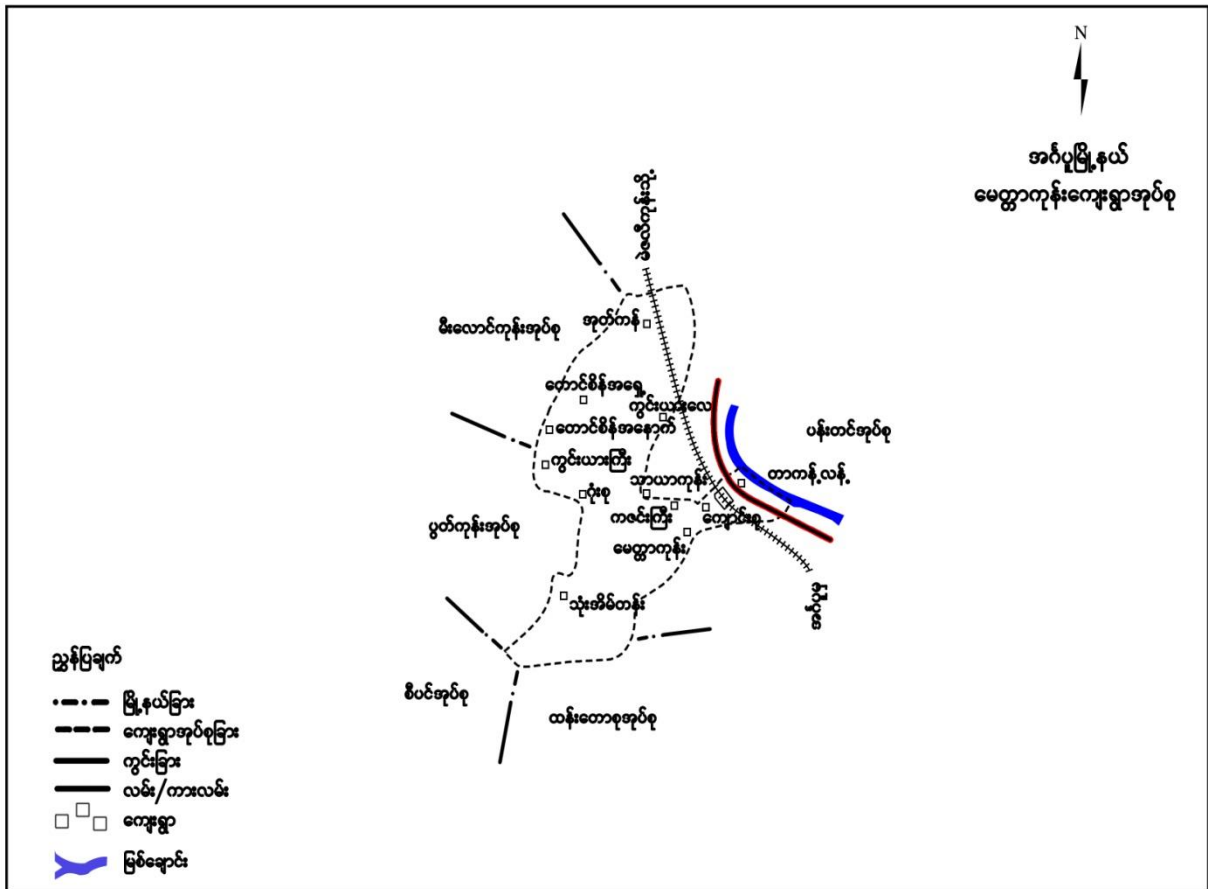 N
အင်္ဂပူမြို့နယ်
မေတ္တာကုန်းကျေးရွာအုပ်စု
မဲဇလီကုန်းသို့
မီးလောင်ကုန်းအုပ်စု
အုတ်ကန်
တောင်စိန်အရှေ့
ကွင်းယားလေ
တောင်စိန်အနောက်
ပန်းတင်အုပ်စု
ကွင်းယားကြီး
တာကန့်လန့်
သာယာကုန်း
ဂုံးစု
ကဇင်းကြီး
ကျောင်းစု
ပွတ်ကုန်းအုပ်စု
မေတ္တာကုန်း
သုံးအိမ်တန်း
အင်္ဂပူမှ
စီပင်အုပ်စု
ထန်းတောစုအုပ်စု
ညွှန်ပြချက်
မြို့နယ်ခြား
ကျေးရွာအုပ်စုခြား
ကွင်းခြား
လမ်း/ကားလမ်း
ကျေးရွာ
မြစ်ချောင်း